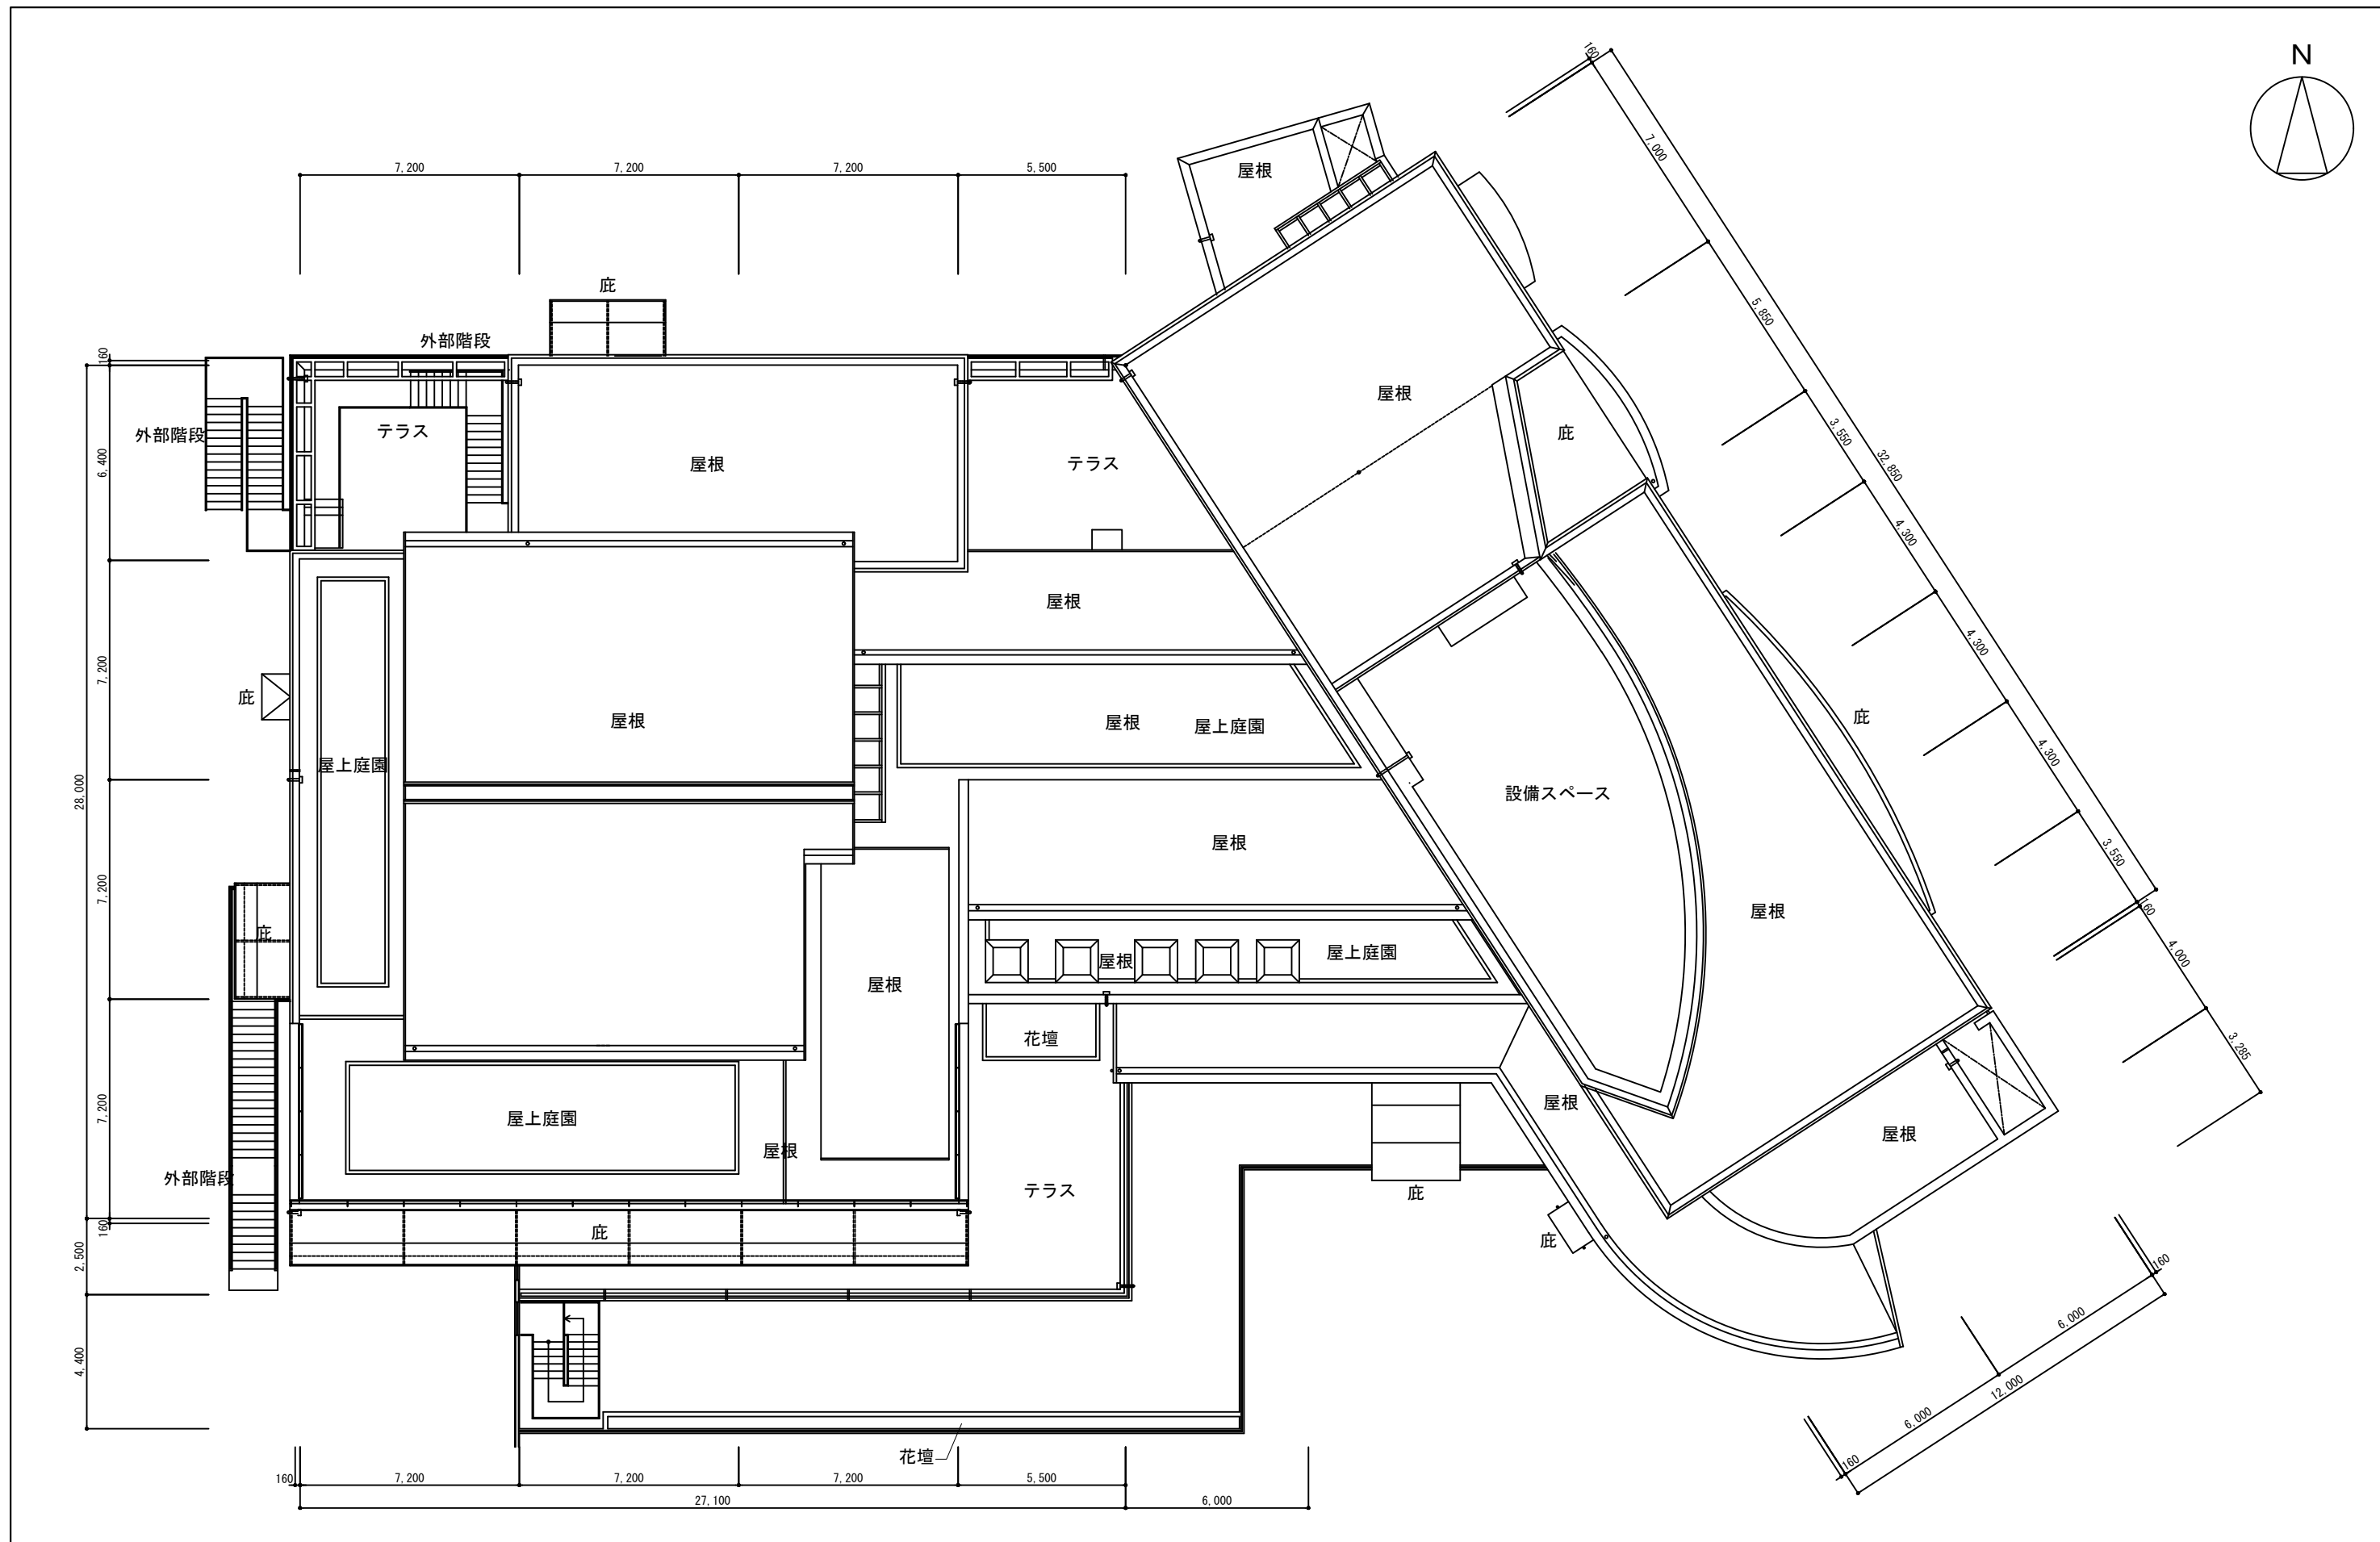 N
160
7,000
7,200
7,200
7,200
5,500
屋根
庇
5,850
外部階段
160
外部階段
テラス
屋根
テラス
屋根
庇
6,400
3,550
32,850
4,300
屋根
7,200
庇
屋根
屋根
屋上庭園
4,300
庇
屋上庭園
28,000
設備スペース
4,300
屋根
3,550
7,200
庇
屋根
屋根
屋上庭園
屋根
160
4,000
花壇
3,285
7,200
屋上庭園
屋根
屋根
屋根
外部階段
テラス
庇
160
庇
庇
2,500
160
4,400
6,000
12,000
6,000
花壇
160
160
7,200
7,200
7,200
5,500
27,100
6,000